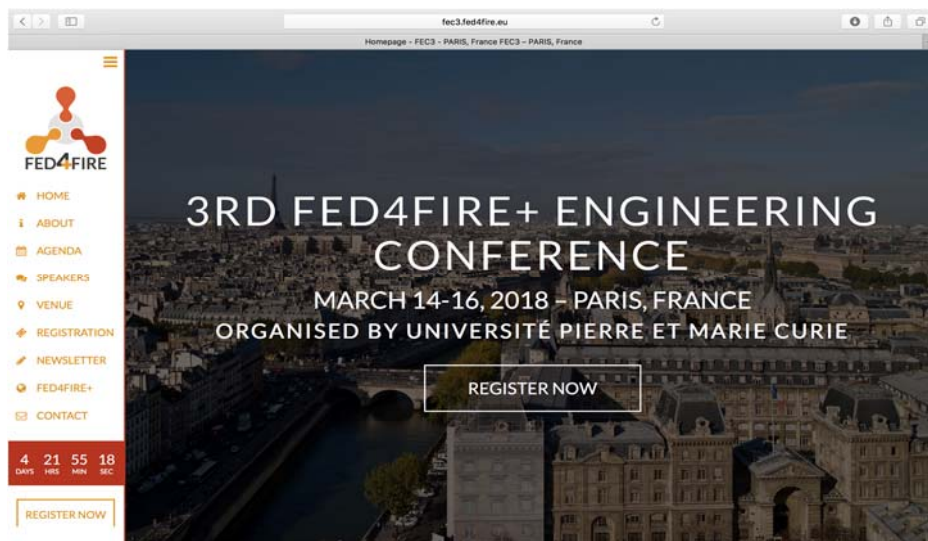 fec3.fed4fire.eu
Homepage - FEC3 - PARIS, France FEC3 – PARIS, France
FED4FIRE
HOME
ABOUT
AGENDA
SPEAKERS
VENUE
REGISTRATION
NEWSLETTER
FED4FIRE+
CONTACT
4 21 55 18
DAYS HRS MIN SEC
REGISTER NOW
3RD FED4FIRE+ ENGINEERING
CONFERENCE
MARCH 14-16, 2018 – PARIS, FRANCE
ORGANISED BY UNIVERSITÉ PIERRE ET MARIE CURIE
REGISTER NOW